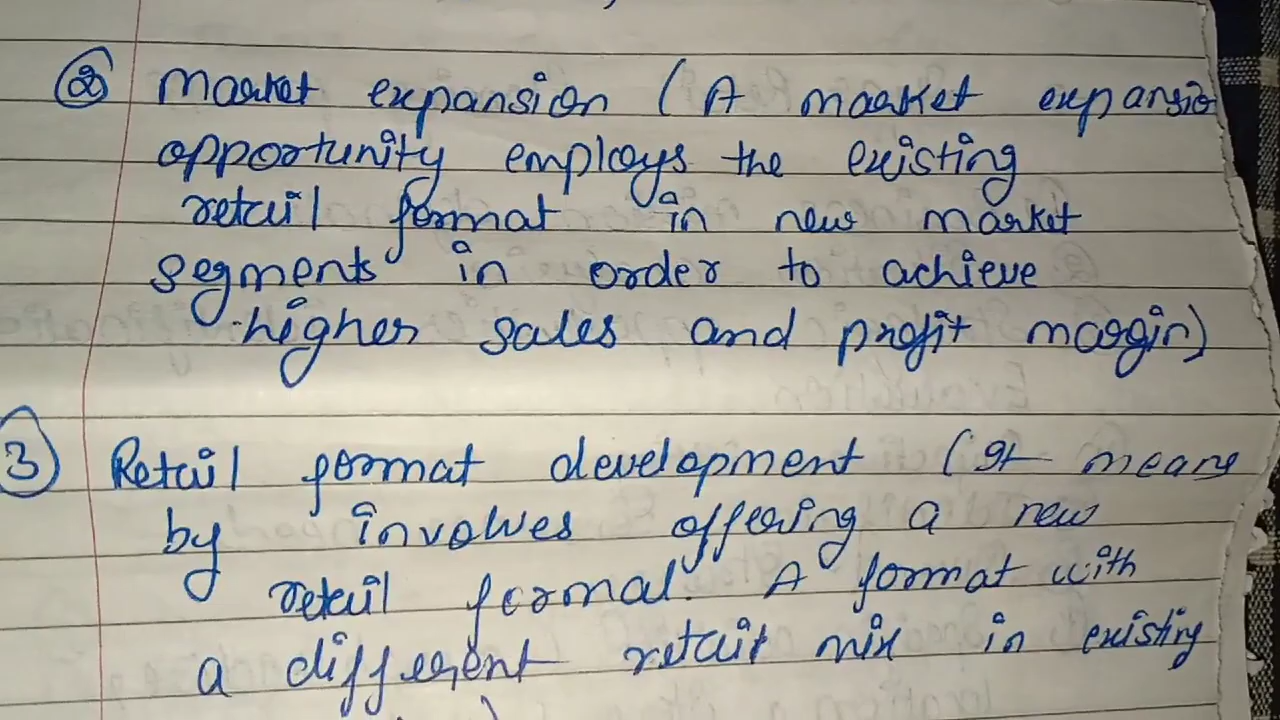 ② Market expansion (A market expansio
opportunity employs the existing
retail format in new market
segments in order to achieve
higher sales and profit margin)
③ Retail format development (It means
by involves offering a new
retail format. A format with
a different retail mix in existing